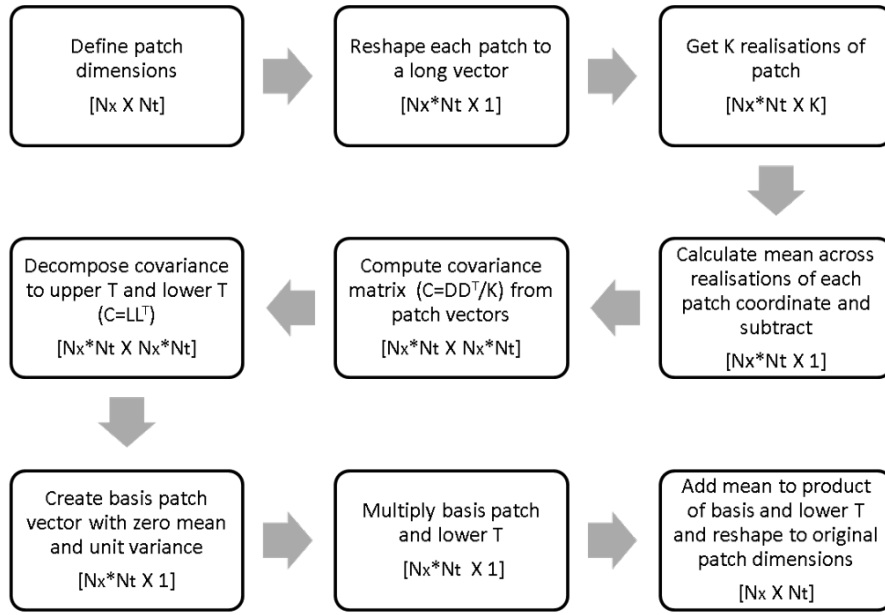 Define patch
dimensions
[Nx X Nt]
Reshape each patch to
a long vector
[Nx*Nt X 1]
Get K realisations of
patch
[Nx*Nt X K]
Calculate mean across
realisations of each
patch coordinate and
subtract
[Nx*Nt X 1]
Compute covariance
matrix (C=DDᵀ/K) from
patch vectors
[Nx*Nt X Nx*Nt]
Decompose covariance
to upper T and lower T
(C=LLᵀ)
[Nx*Nt X Nx*Nt]
Create basis patch
vector with zero mean
and unit variance
[Nx*Nt X 1]
Multiply basis patch
and lower T
[Nx*Nt X 1]
Add mean to product
of basis and lower T
and reshape to original
patch dimensions
[Nx X Nt]